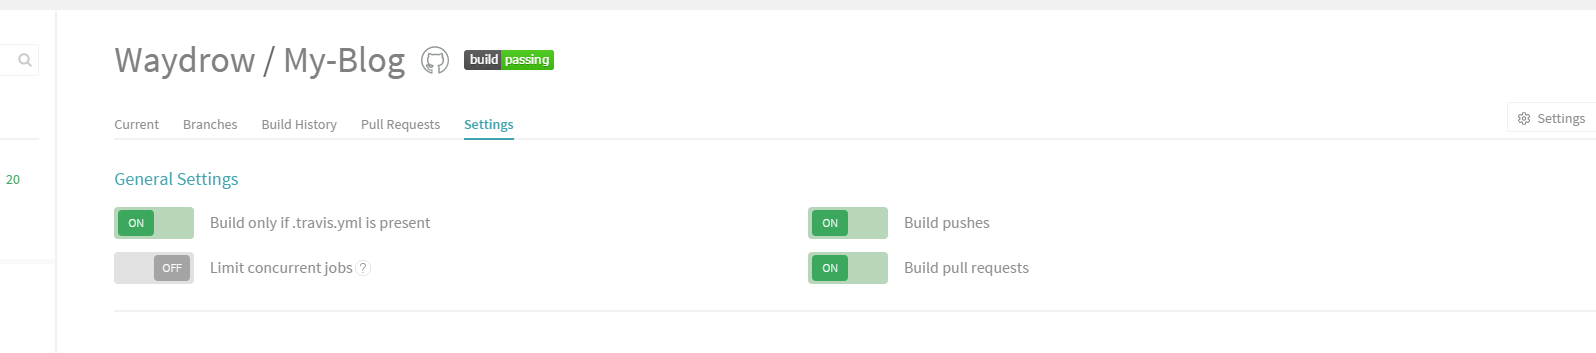 Waydrow / My-Blog build passing
Current Branches Build History Pull Requests Settings
Settings
20
General Settings
ON Build only if .travis.yml is present
ON Build pushes
OFF Limit concurrent jobs ?
ON Build pull requests